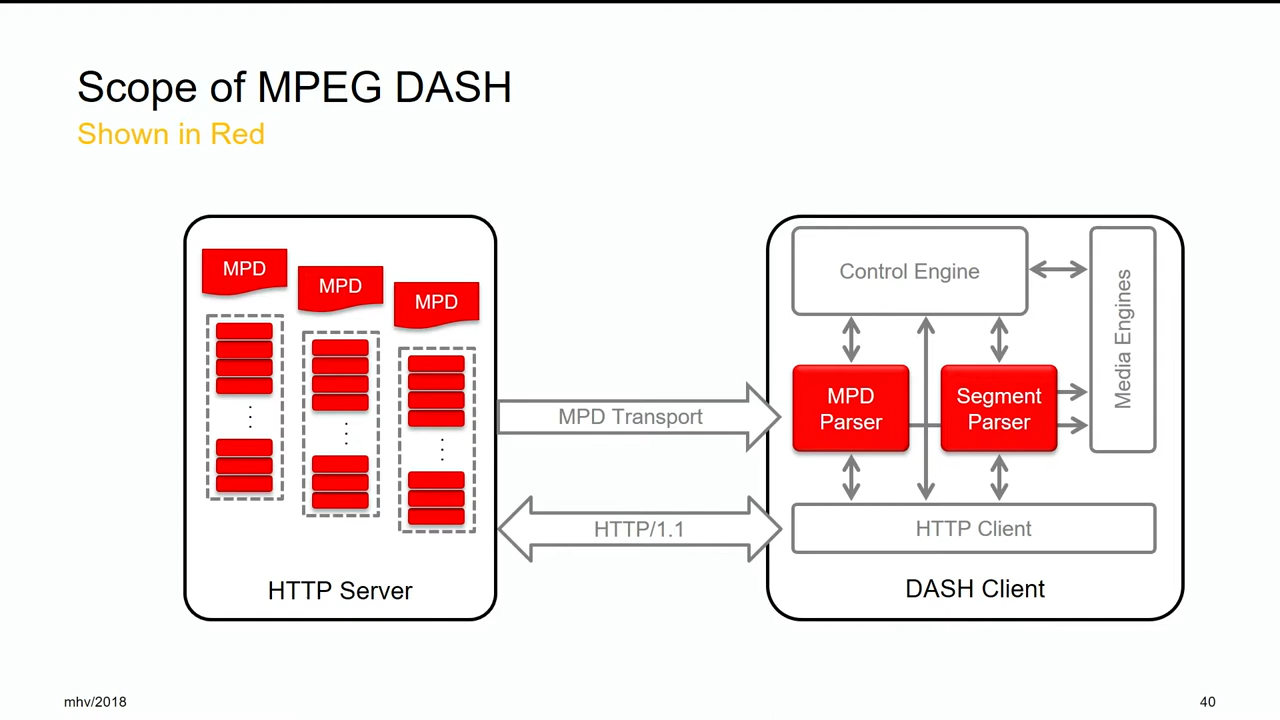 Scope of MPEG DASH
Shown in Red
MPD
MPD
MPD
HTTP Server
MPD Transport
HTTP/1.1
Control Engine
Media Engines
MPD
Parser
Segment
Parser
HTTP Client
DASH Client
mhv/2018
40